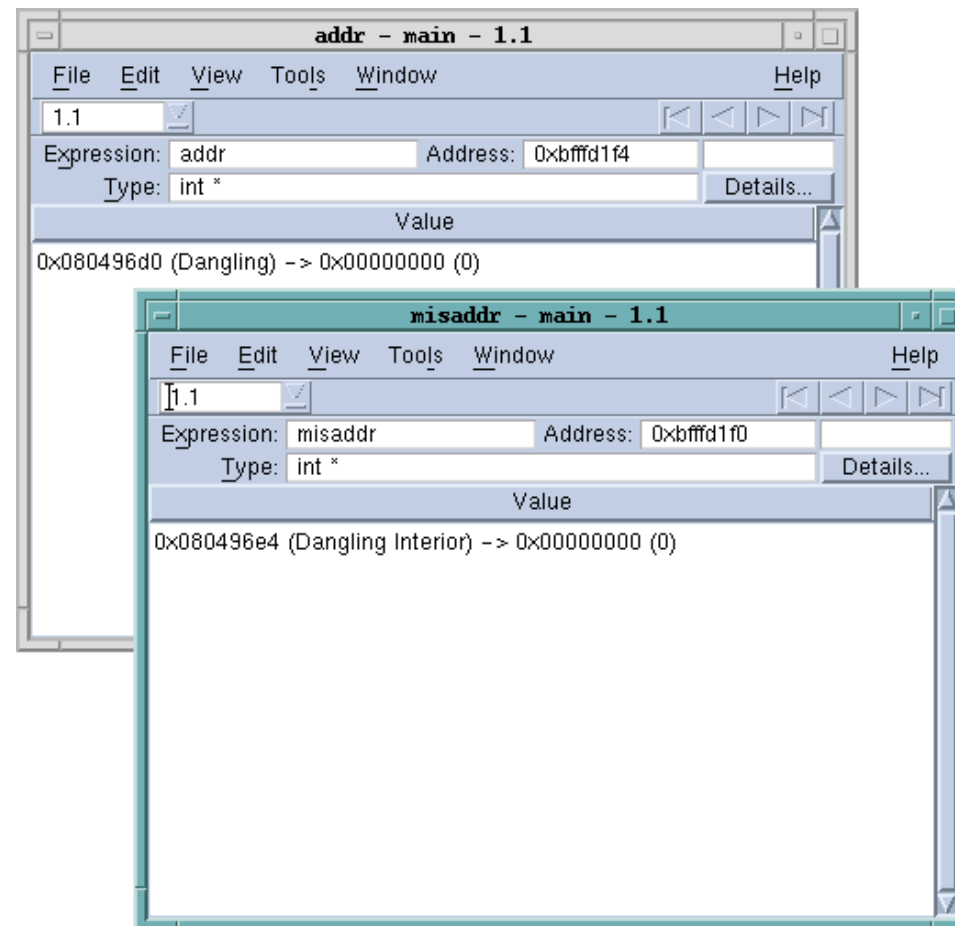 addr - main - 1.1
File Edit View Tools Window Help
1.1
Expression: addr Address: 0xbfffd1f4
Type: int * Details...
Value
0x080496d0 (Dangling) -> 0x00000000 (0)
misaddr - main - 1.1
File Edit View Tools Window Help
1.1
Expression: misaddr Address: 0xbfffd1f0
Type: int * Details...
Value
0x080496e4 (Dangling Interior) -> 0x00000000 (0)